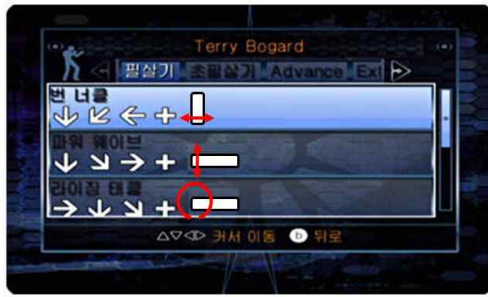 Terry Bogard
필살기 초필살기 Advance Ex!
번 너클
파워 웨이브
라이징 태클
커서 이동 b 뒤로